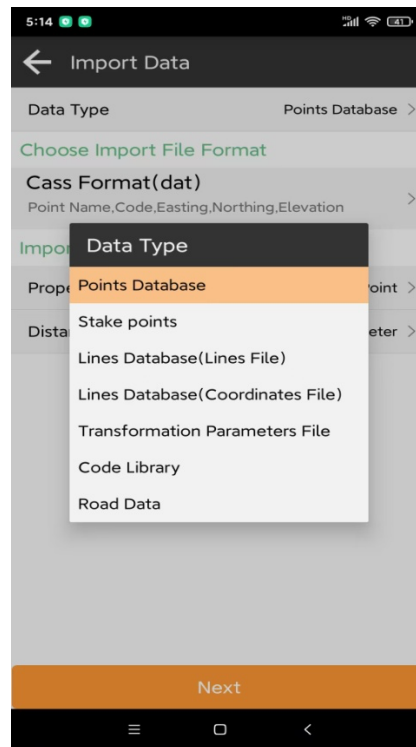 5:14
41
Import Data
Data Type Points Database >
Choose Import File Format
Cass Format(dat)
Point Name,Code,Easting,Northing,Elevation
Data Type
Points Database
Stake points
Lines Database(Lines File)
Lines Database(Coordinates File)
Transformation Parameters File
Code Library
Road Data
Next